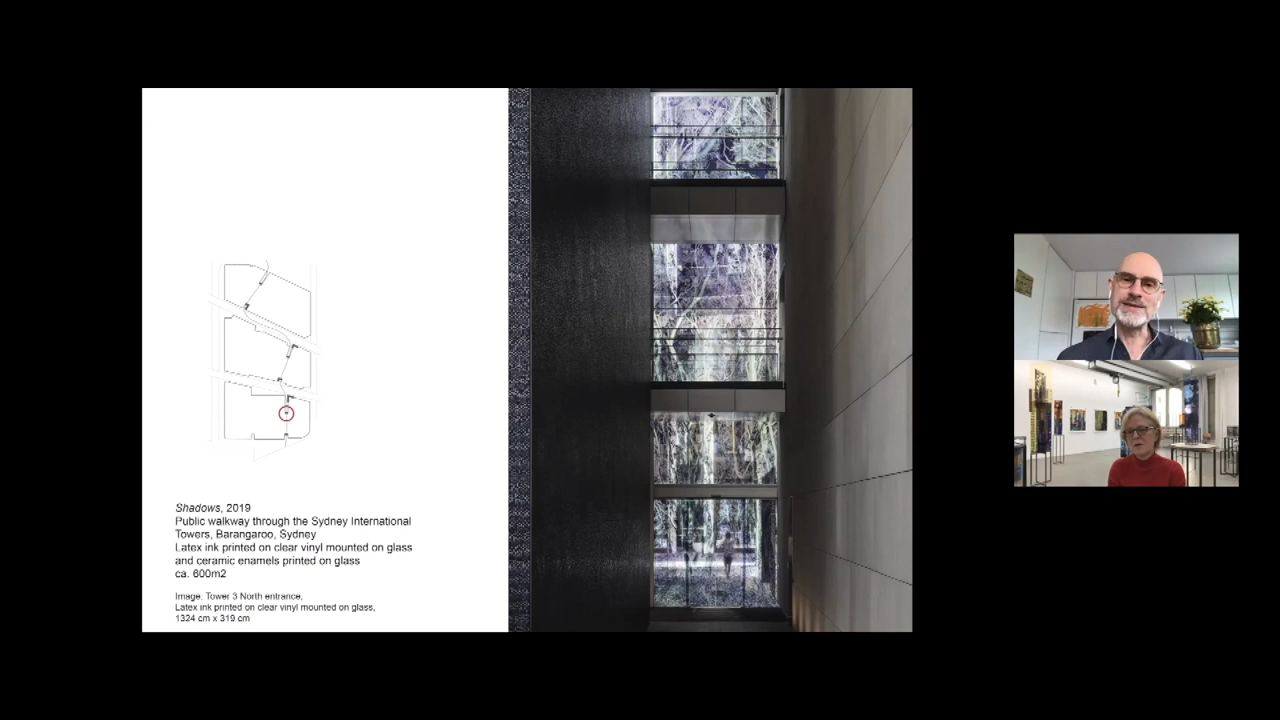 Shadows, 2019
Public walkway through the Sydney International
Towers, Barangaroo, Sydney
Latex ink printed on clear vinyl mounted on glass
and ceramic enamels printed on glass
ca. 600m2
Image: Tower 3 North entrance,
Latex ink printed on clear vinyl mounted on glass,
1324 cm x 319 cm